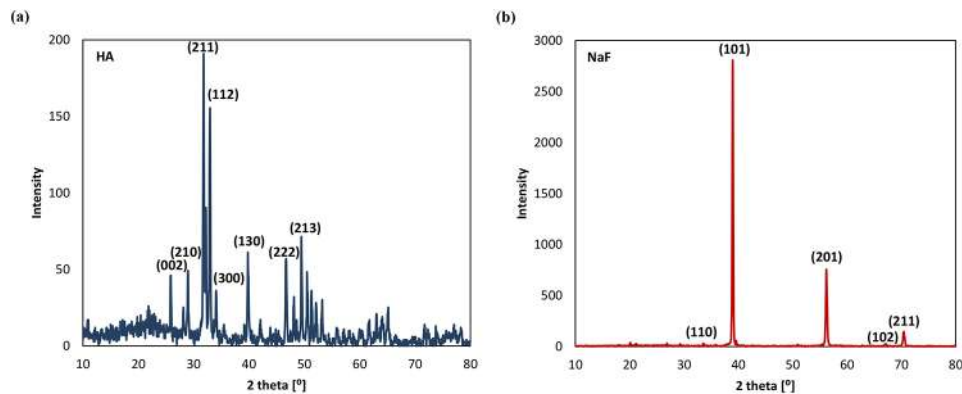 (a)
HA
Intensity
200
150
100
50
0
(002)
(210)
(211)
(112)
(300)
(130)
(222)
(213)
10 20 30 40 50 60 70 80
2 theta [⁰]
(b)
NaF
Intensity
3000
2500
2000
1500
1000
500
0
(110)
(101)
(201)
(102)
(211)
10 20 30 40 50 60 70 80
2 theta [⁰]